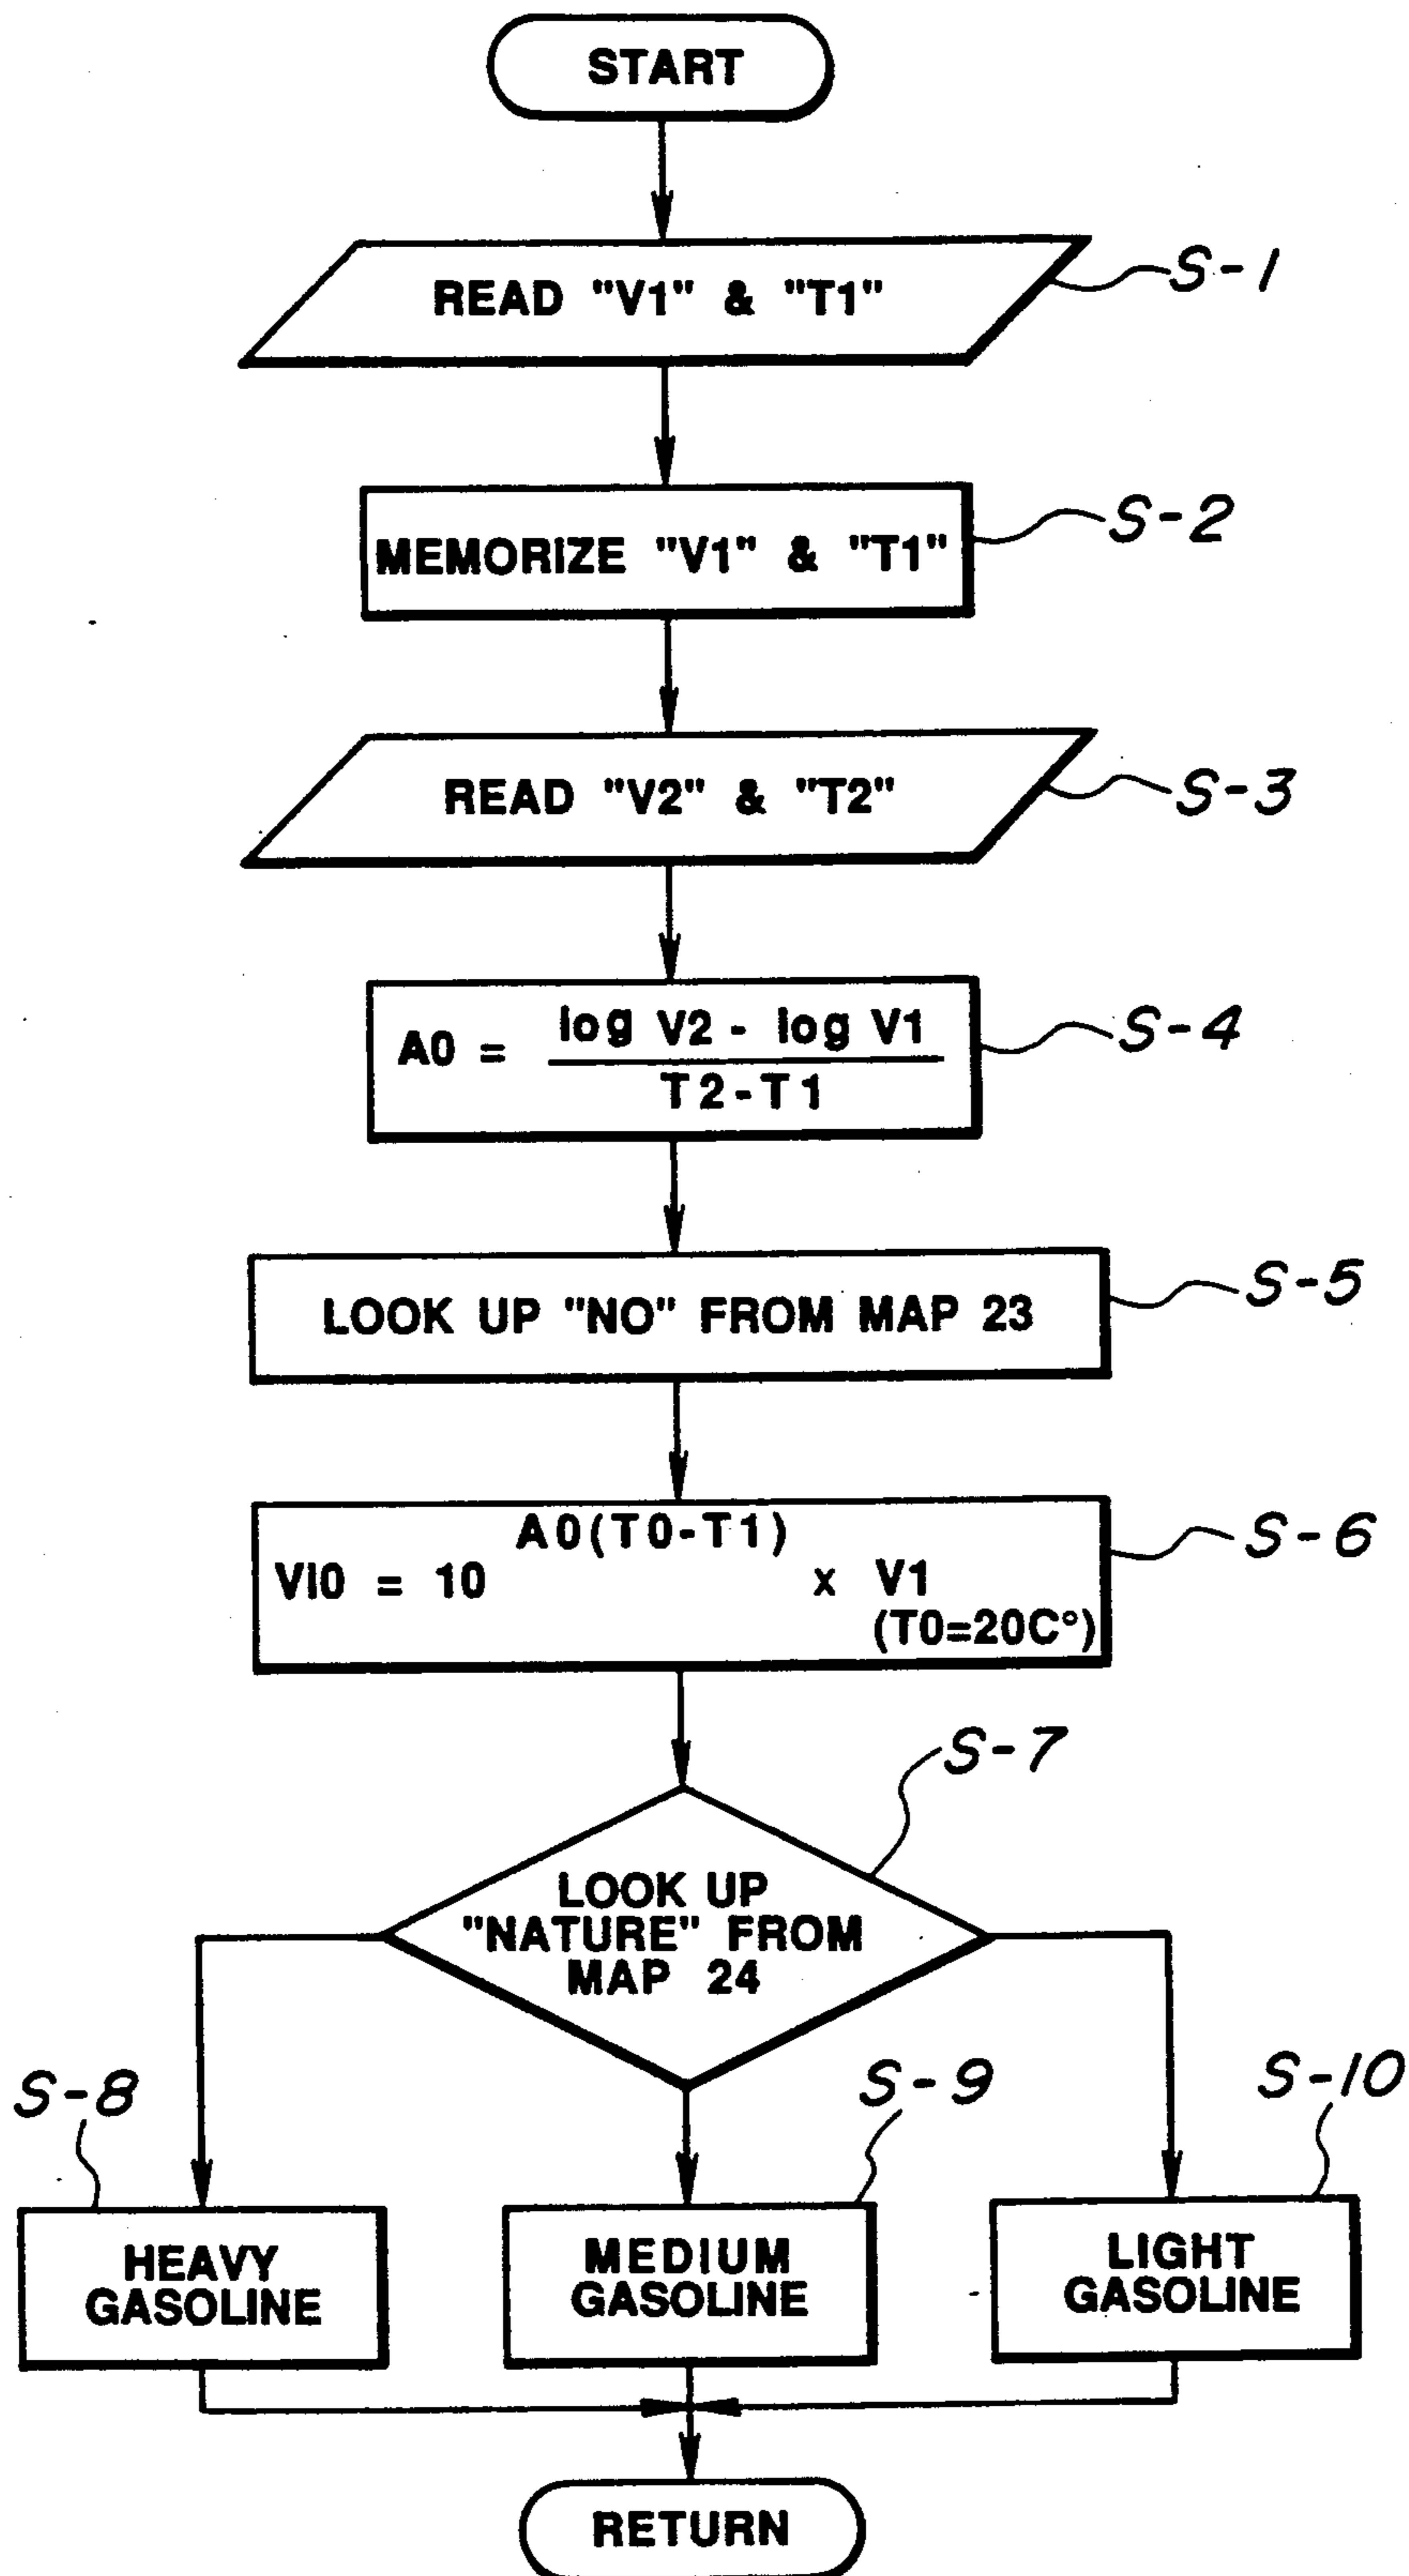 START
READ "V1" & "T1"
S-1
MEMORIZE "V1" & "T1"
S-2
READ "V2" & "T2"
S-3
A0 = log V2 - log V1
T2-T1
S-4
LOOK UP "NO" FROM MAP 23
S-5
A0(T0-T1)
VI0 = 10 x V1
(T0=20C°)
S-6
S-7
LOOK UP
"NATURE" FROM
MAP 24
S-8
S-9
S-10
HEAVY
GASOLINE
MEDIUM
GASOLINE
LIGHT
GASOLINE
RETURN